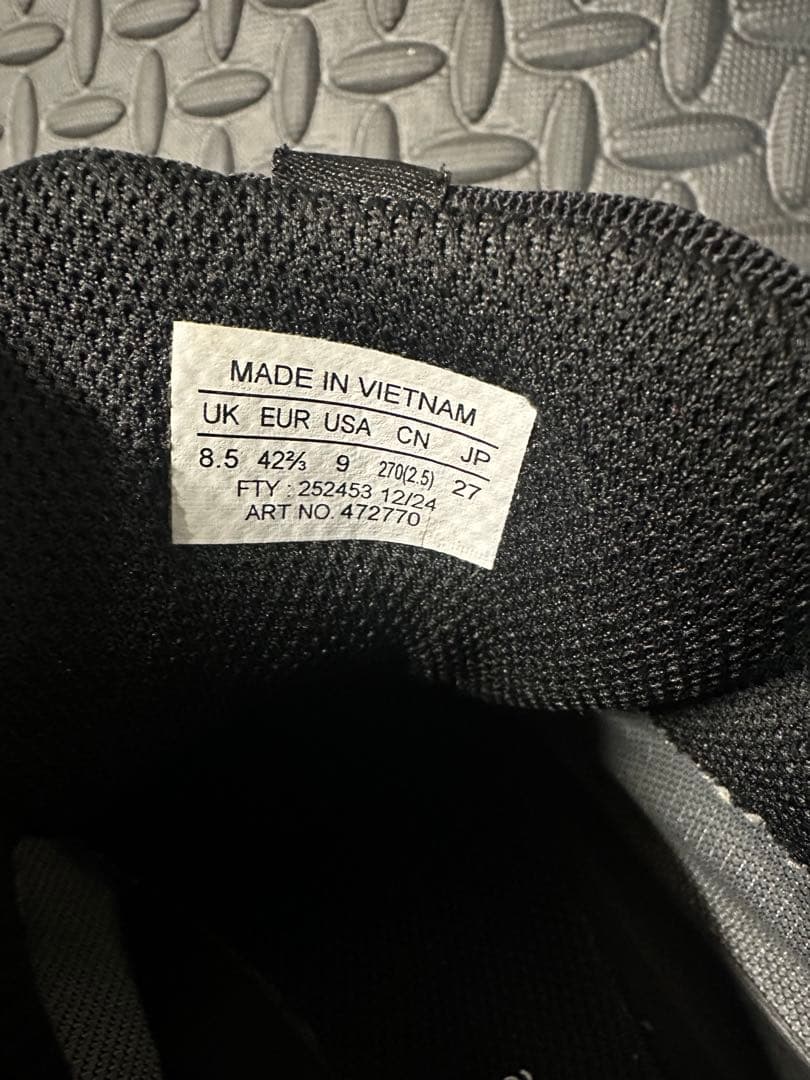 MADE IN VIETNAM
UK EUR USA CN JP
8.5 42⅔ 9 270(2.5) 27
FTY : 252453 12/24
ART NO. 472770